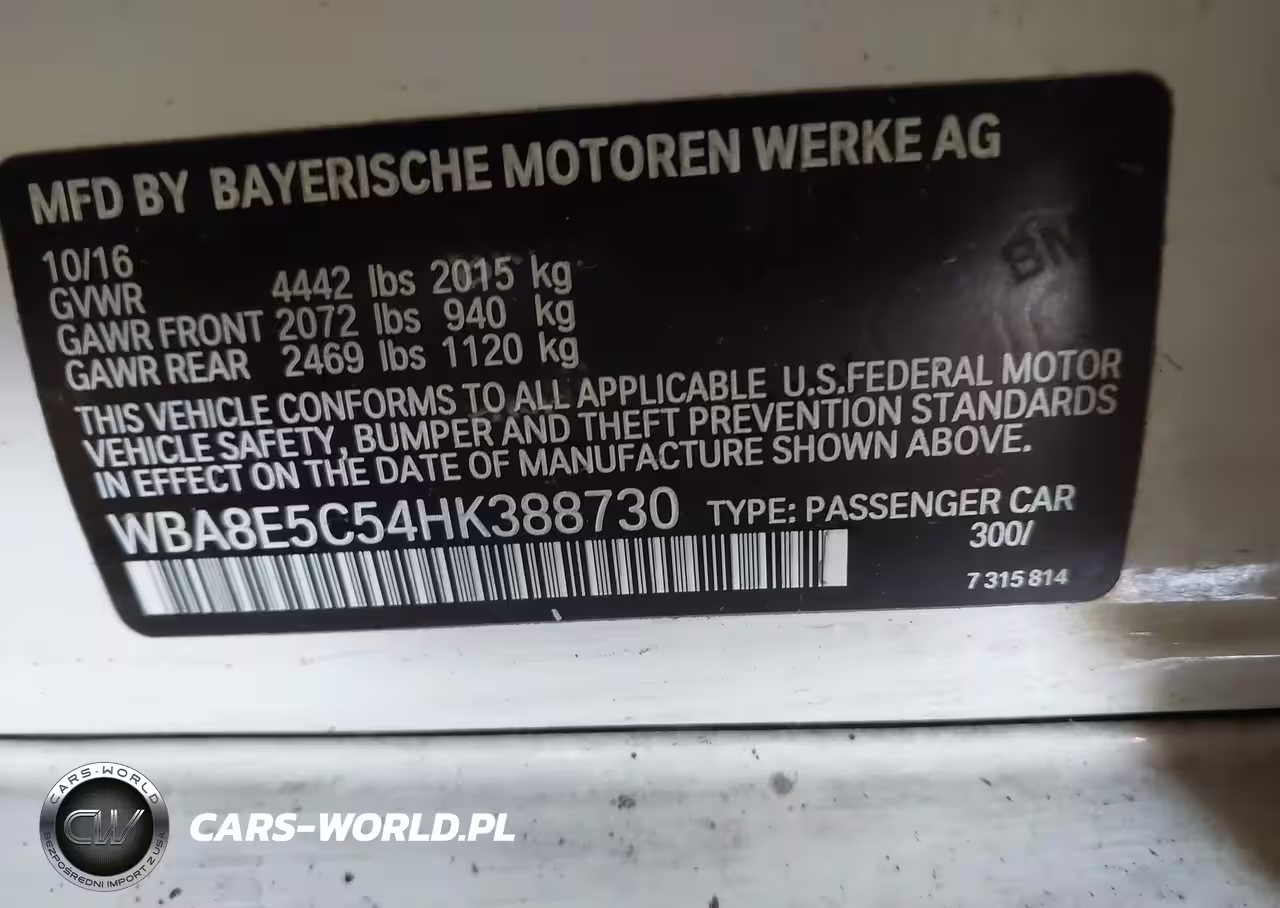 MFD BY BAYERISCHE MOTOREN WERKE AG
10/16
GVWR 4442 lbs 2015 kg
GAWR FRONT 2072 lbs 940 kg
GAWR REAR 2469 lbs 1120 kg
THIS VEHICLE CONFORMS TO ALL APPLICABLE U.S.FEDERAL MOTOR
VEHICLE SAFETY, BUMPER AND THEFT PREVENTION STANDARDS
IN EFFECT ON THE DATE OF MANUFACTURE SHOWN ABOVE.
WBA8E5C54HK388730 TYPE: PASSENGER CAR
300/
7 315 814
BM
CARS-WORLD
CW
BEZPOŚREDNI IMPORT Z USA
CARS-WORLD.PL